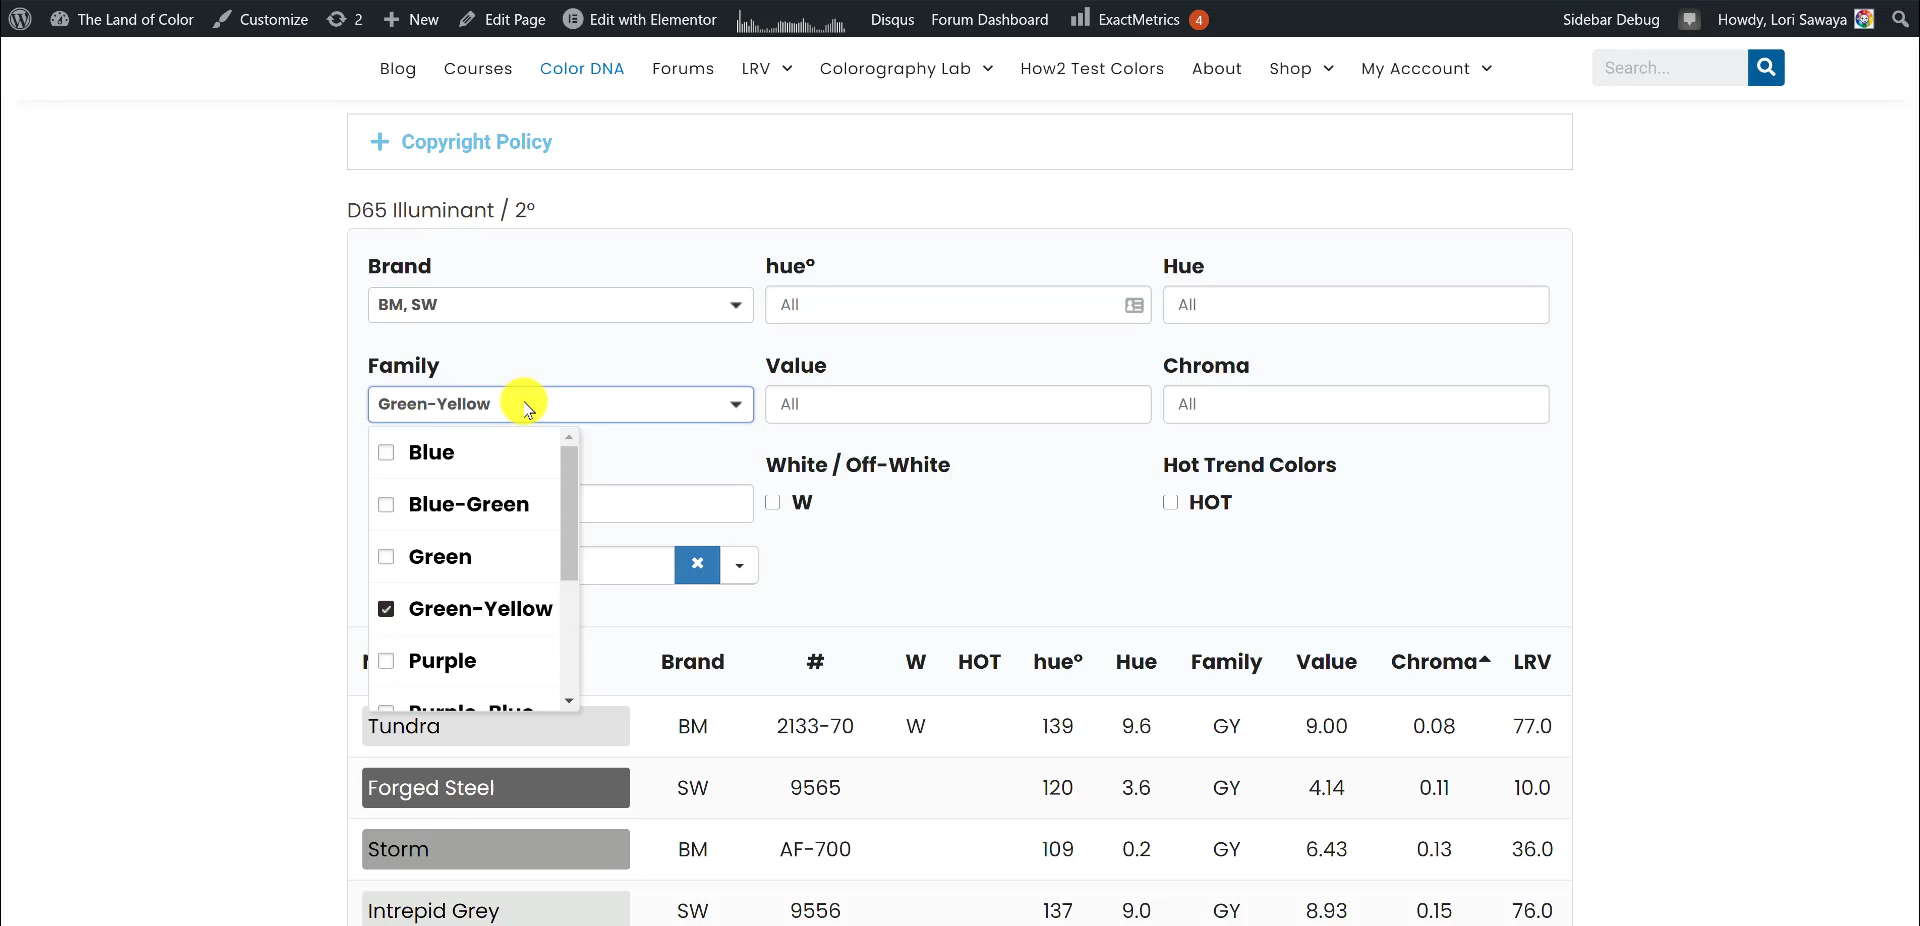 The Land of Color Customize 2 New Edit Page Edit with Elementor Disqus Forum Dashboard ExactMetrics 4 Sidebar Debug Howdy, Lori Sawaya
Blog Courses Color DNA Forums LRV Colorography Lab How2 Test Colors About Shop My Acccount Search...
+ Copyright Policy
D65 Illuminant / 2°
Brand hue° Hue
BM, SW All All
Family Value Chroma
Green-Yellow All All
Blue
White / Off-White Hot Trend Colors
Blue-Green W HOT
Green
Green-Yellow
Purple
Brand # W HOT hue° Hue Family Value Chroma LRV
Purple-Blue
Tundra BM 2133-70 W 139 9.6 GY 9.00 0.08 77.0
Forged Steel SW 9565 120 3.6 GY 4.14 0.11 10.0
Storm BM AF-700 109 0.2 GY 6.43 0.13 36.0
Intrepid Grey SW 9556 137 9.0 GY 8.93 0.15 76.0